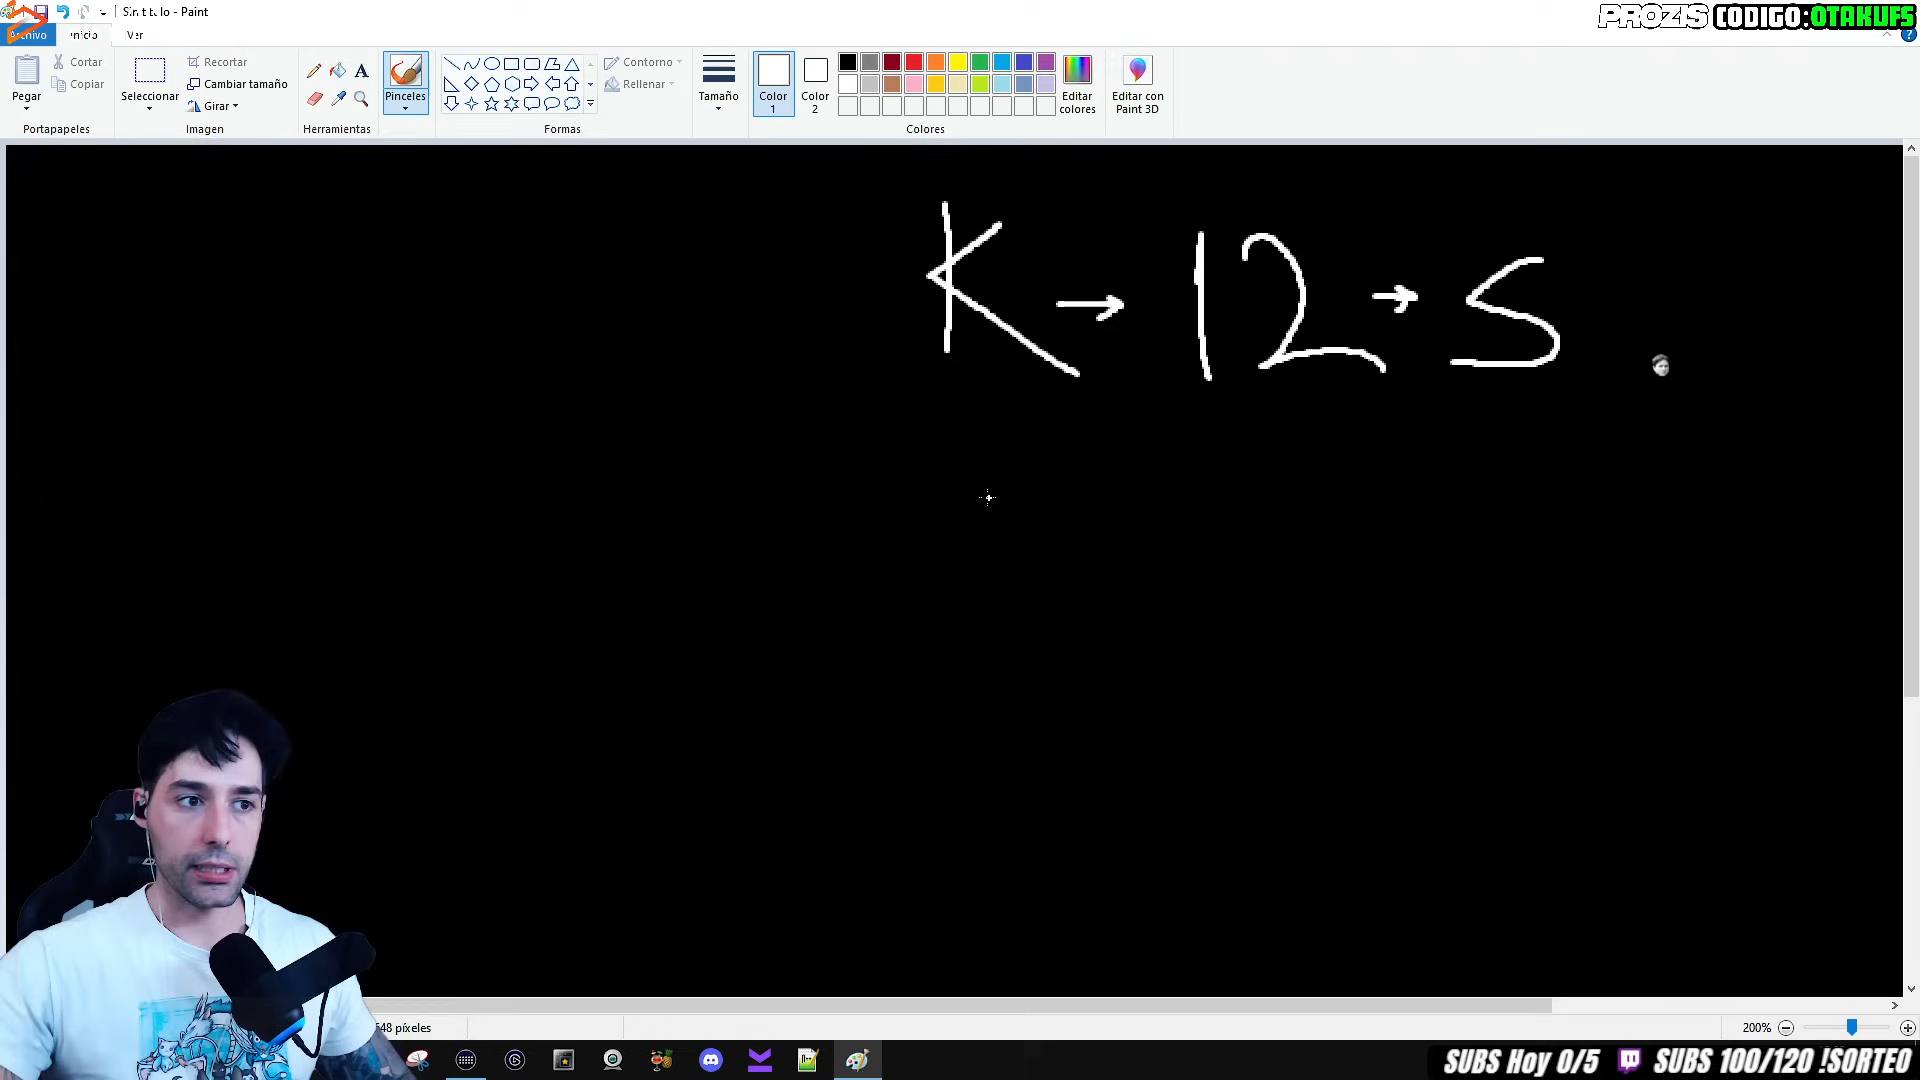 Sin título - Paint
PROZIS CODIGO:OTAKUFS
Archivo Inicio Ver
Pegar
Cortar
Copiar
Portapapeles
Seleccionar
Recortar
Cambiar tamaño
Girar
Imagen
A
Herramientas
Pinceles
Contorno
Rellenar
Formas
Tamaño
Color 1
Color 2
Colores
Editar colores
Editar con Paint 3D
K → 12 → S
48 píxeles
200%
SUBS Hoy 0/5 SUBS 100/120 !SORTEO